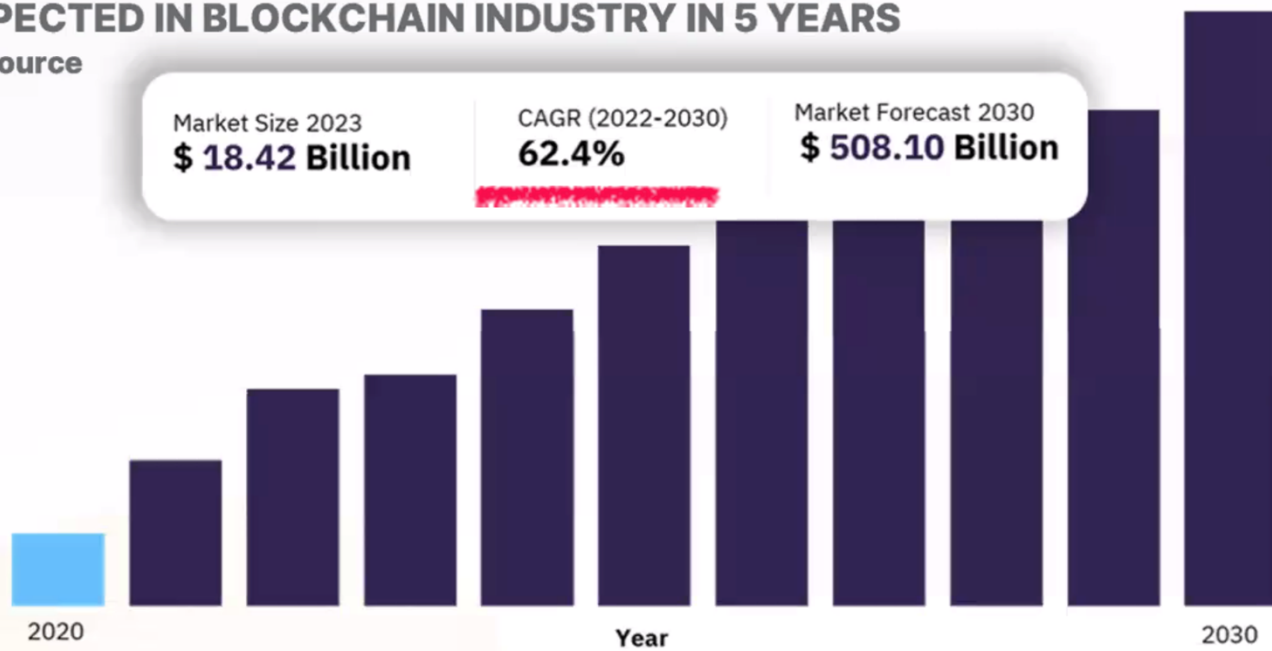 PECTED IN BLOCKCHAIN INDUSTRY IN 5 YEARS
ource
Market Size 2023
$ 18.42 Billion
CAGR (2022-2030)
62.4%
Market Forecast 2030
$ 508.10 Billion
2020
Year
2030